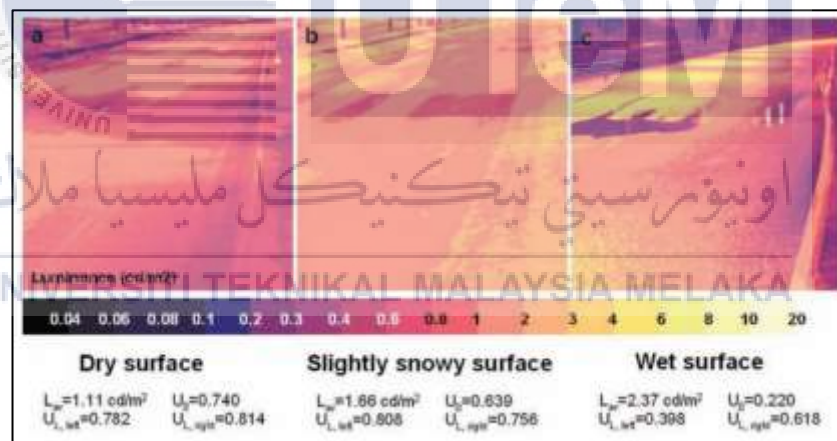 a b c
UTeM
UNIVERSITI
اونيۏرسيتي تيكنيكل مليسيا ملاك
Luminance (cd/m2)
UNIVERSITI TEKNIKAL MALAYSIA MELAKA
0.04 0.06 0.08 0.1 0.2 0.3 0.4 0.6 0.8 1 2 3 4 6 8 10 20
Dry surface Slightly snowy surface Wet surface
Lav=1.11 cd/m² U0=0.740 Lav=1.66 cd/m² U0=0.639 Lav=2.37 cd/m² U0=0.220
UL, left=0.782 UL, right=0.814 UL, left=0.808 UL, right=0.756 UL, left=0.398 UL, right=0.618